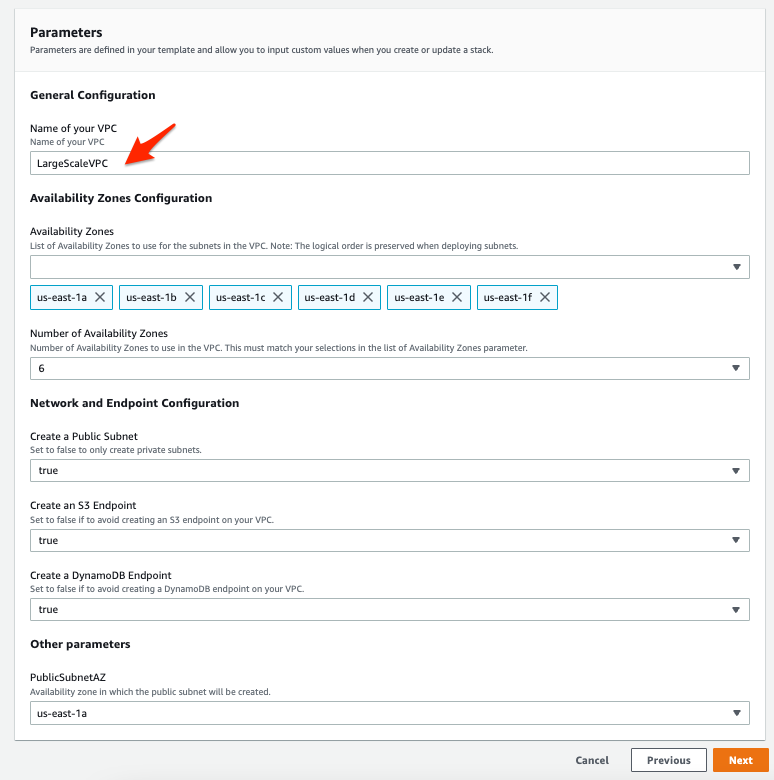 Parameters
Parameters are defined in your template and allow you to input custom values when you create or update a stack.
General Configuration
Name of your VPC
Name of your VPC
LargeScaleVPC
Availability Zones Configuration
Availability Zones
List of Availability Zones to use for the subnets in the VPC. Note: The logical order is preserved when deploying subnets.
us-east-1a us-east-1b us-east-1c us-east-1d us-east-1e us-east-1f
Number of Availability Zones
Number of Availability Zones to use in the VPC. This must match your selections in the list of Availability Zones parameter.
6
Network and Endpoint Configuration
Create a Public Subnet
Set to false to only create private subnets.
true
Create an S3 Endpoint
Set to false if to avoid creating an S3 endpoint on your VPC.
true
Create a DynamoDB Endpoint
Set to false if to avoid creating a DynamoDB endpoint on your VPC.
true
Other parameters
PublicSubnetAZ
Availability zone in which the public subnet will be created.
us-east-1a
Cancel Previous Next